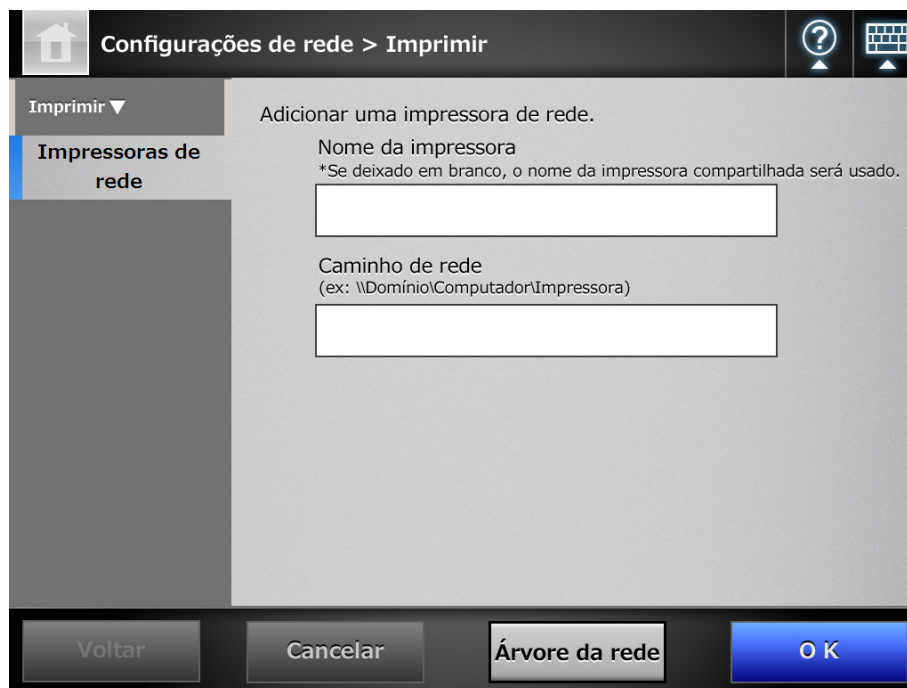 Configurações de rede > Imprimir
?
Imprimir ▼
Impressoras de
rede
Adicionar uma impressora de rede.
Nome da impressora
*Se deixado em branco, o nome da impressora compartilhada será usado.
Caminho de rede
(ex: \\Domínio\Computador\Impressora)
Voltar
Cancelar
Árvore da rede
OK